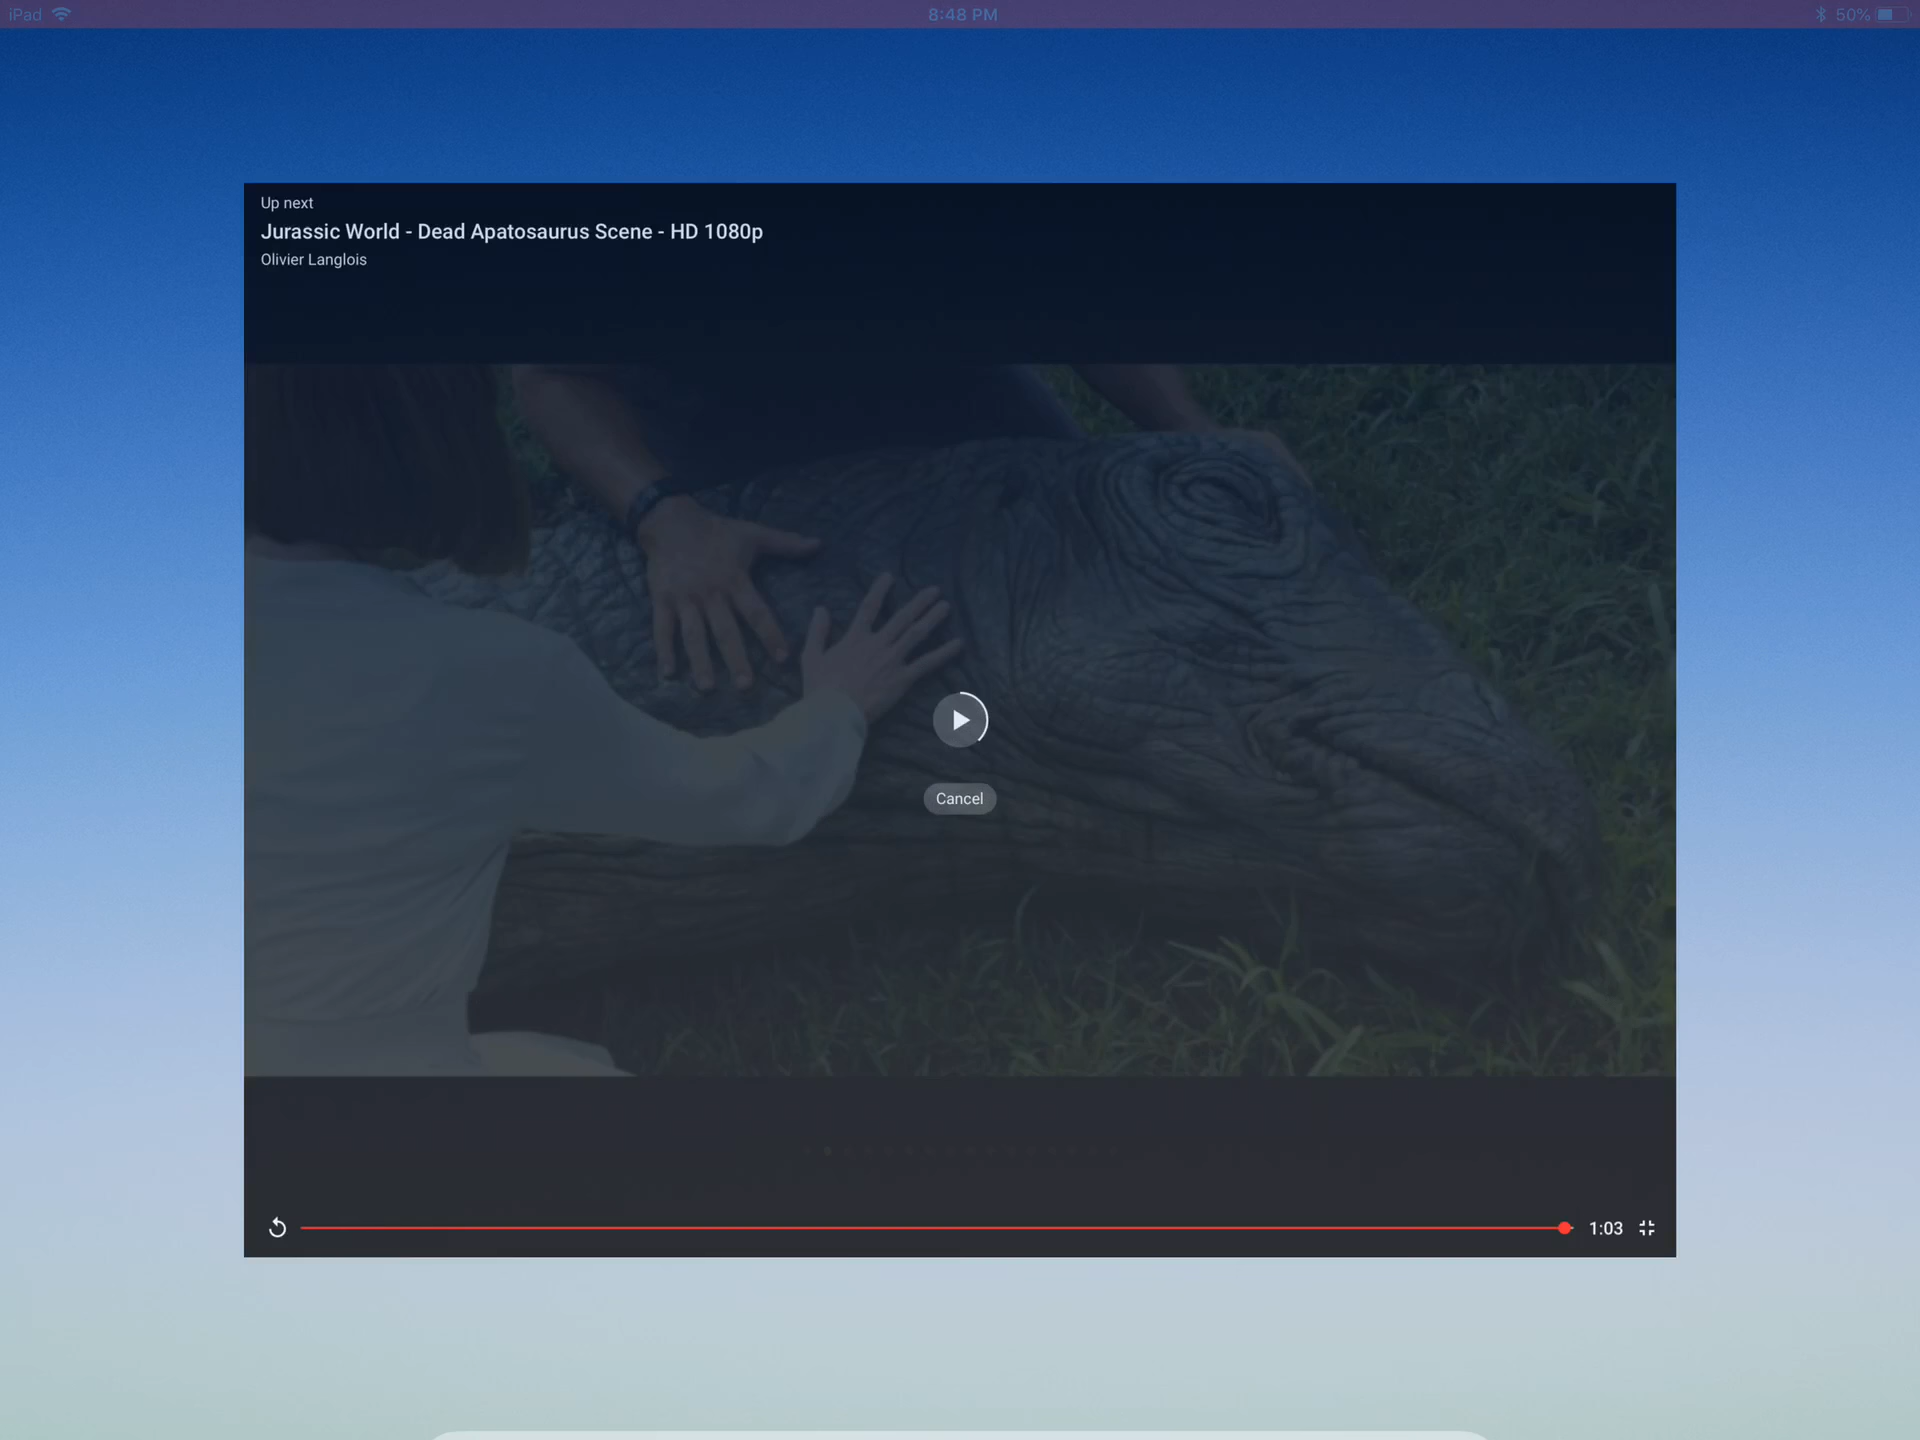 iPad
8:48 PM
50%
Up next
Jurassic World - Dead Apatosaurus Scene - HD 1080p
Olivier Langlois
Cancel
1:03